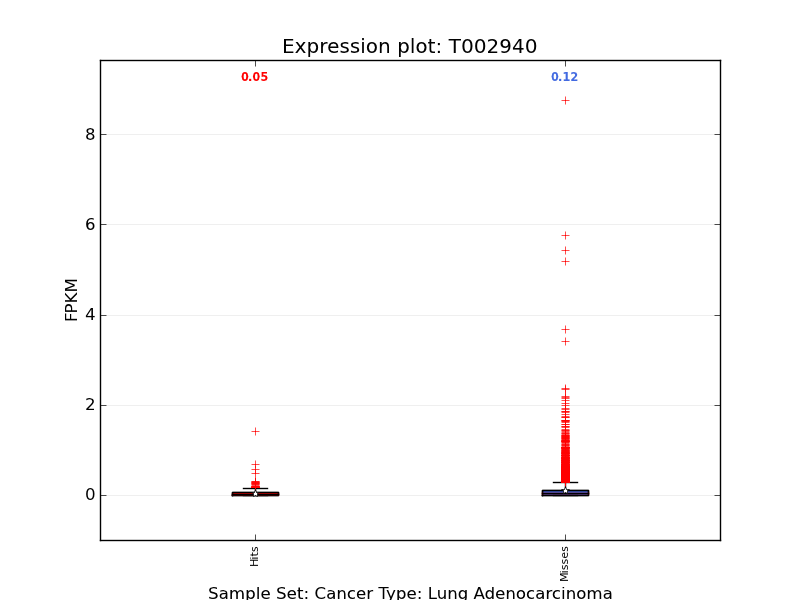 Expression plot: T002940
0.05
0.12
8
6
4
2
0
FPKM
Hits
Misses
Sample Set: Cancer Type: Lung Adenocarcinoma